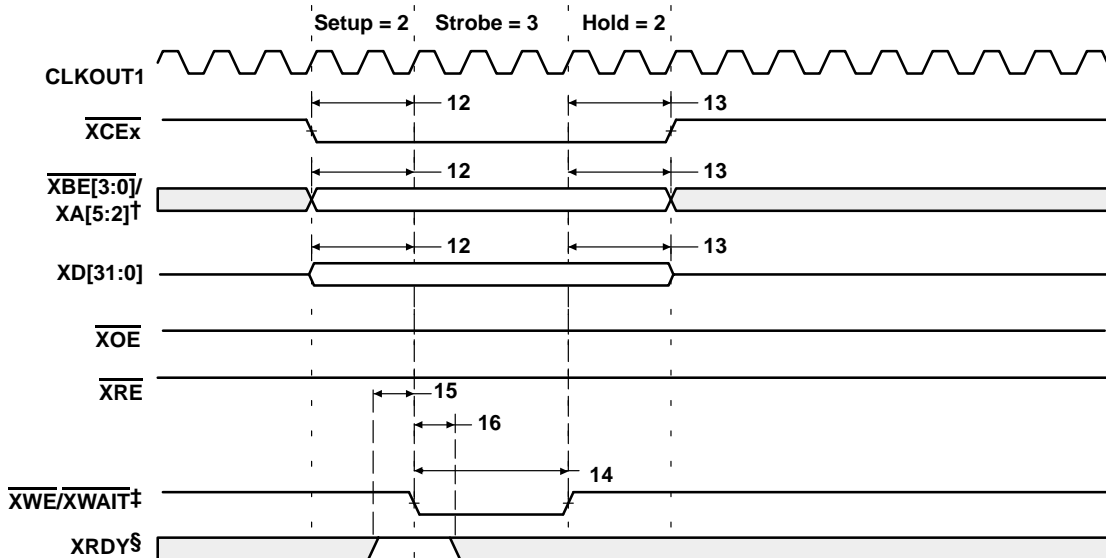 Setup = 2 Strobe = 3 Hold = 2
CLKOUT1
12 13
XCEx
12 13
XBE[3:0]/
XA[5:2]†
12 13
XD[31:0]
XOE
XRE
15
16
14
XWE/XWAIT‡
XRDY§